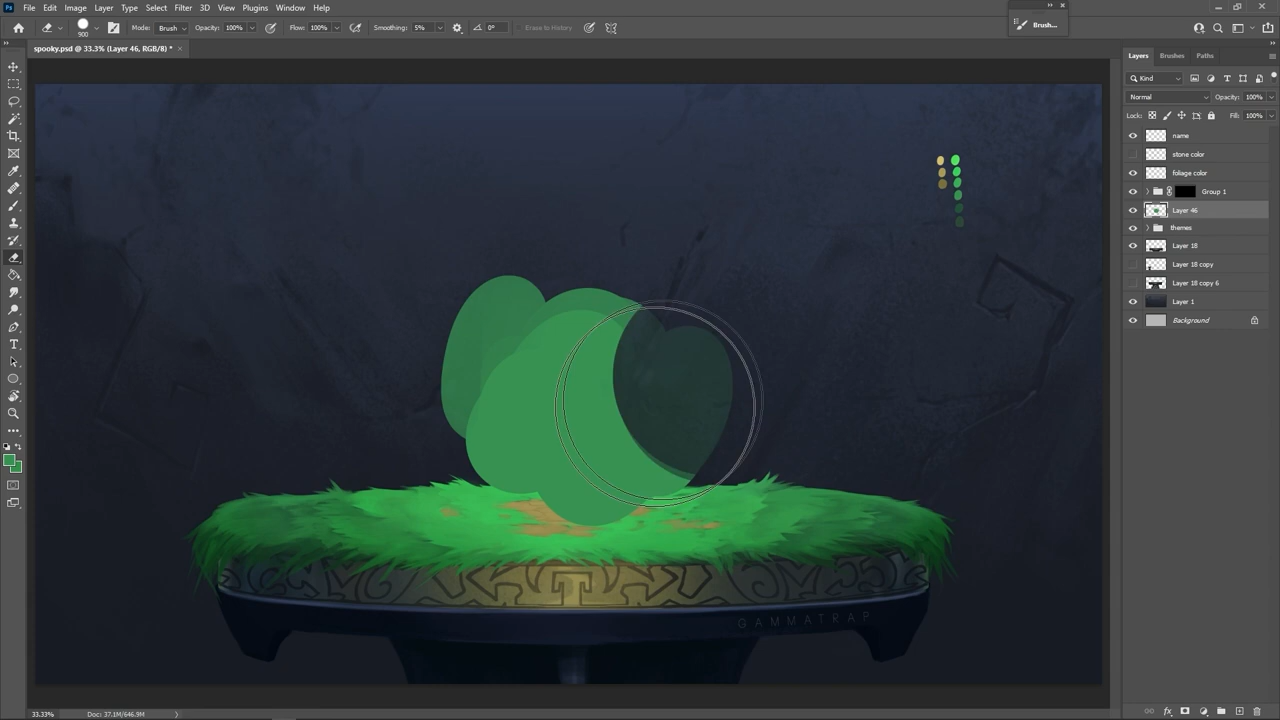 Ps File Edit Image Layer Type Select Filter 3D View Plugins Window Help
Brush...
900 Mode: Brush Opacity: 100% Flow: 100% Smoothing: 5% 0° Erase to History
spooky.psd @ 33.3% (Layer 46, RGB/8) * ×
Layers Brushes Paths
Kind
Normal Opacity: 100%
Lock: Fill: 100%
name
stone color
foliage color
Group 1
Layer 46
themes
Layer 18
Layer 18 copy
Layer 18 copy 6
Layer 1
Background
GAMMATRAP
33.33% Doc: 37.1M/646.9M
fx